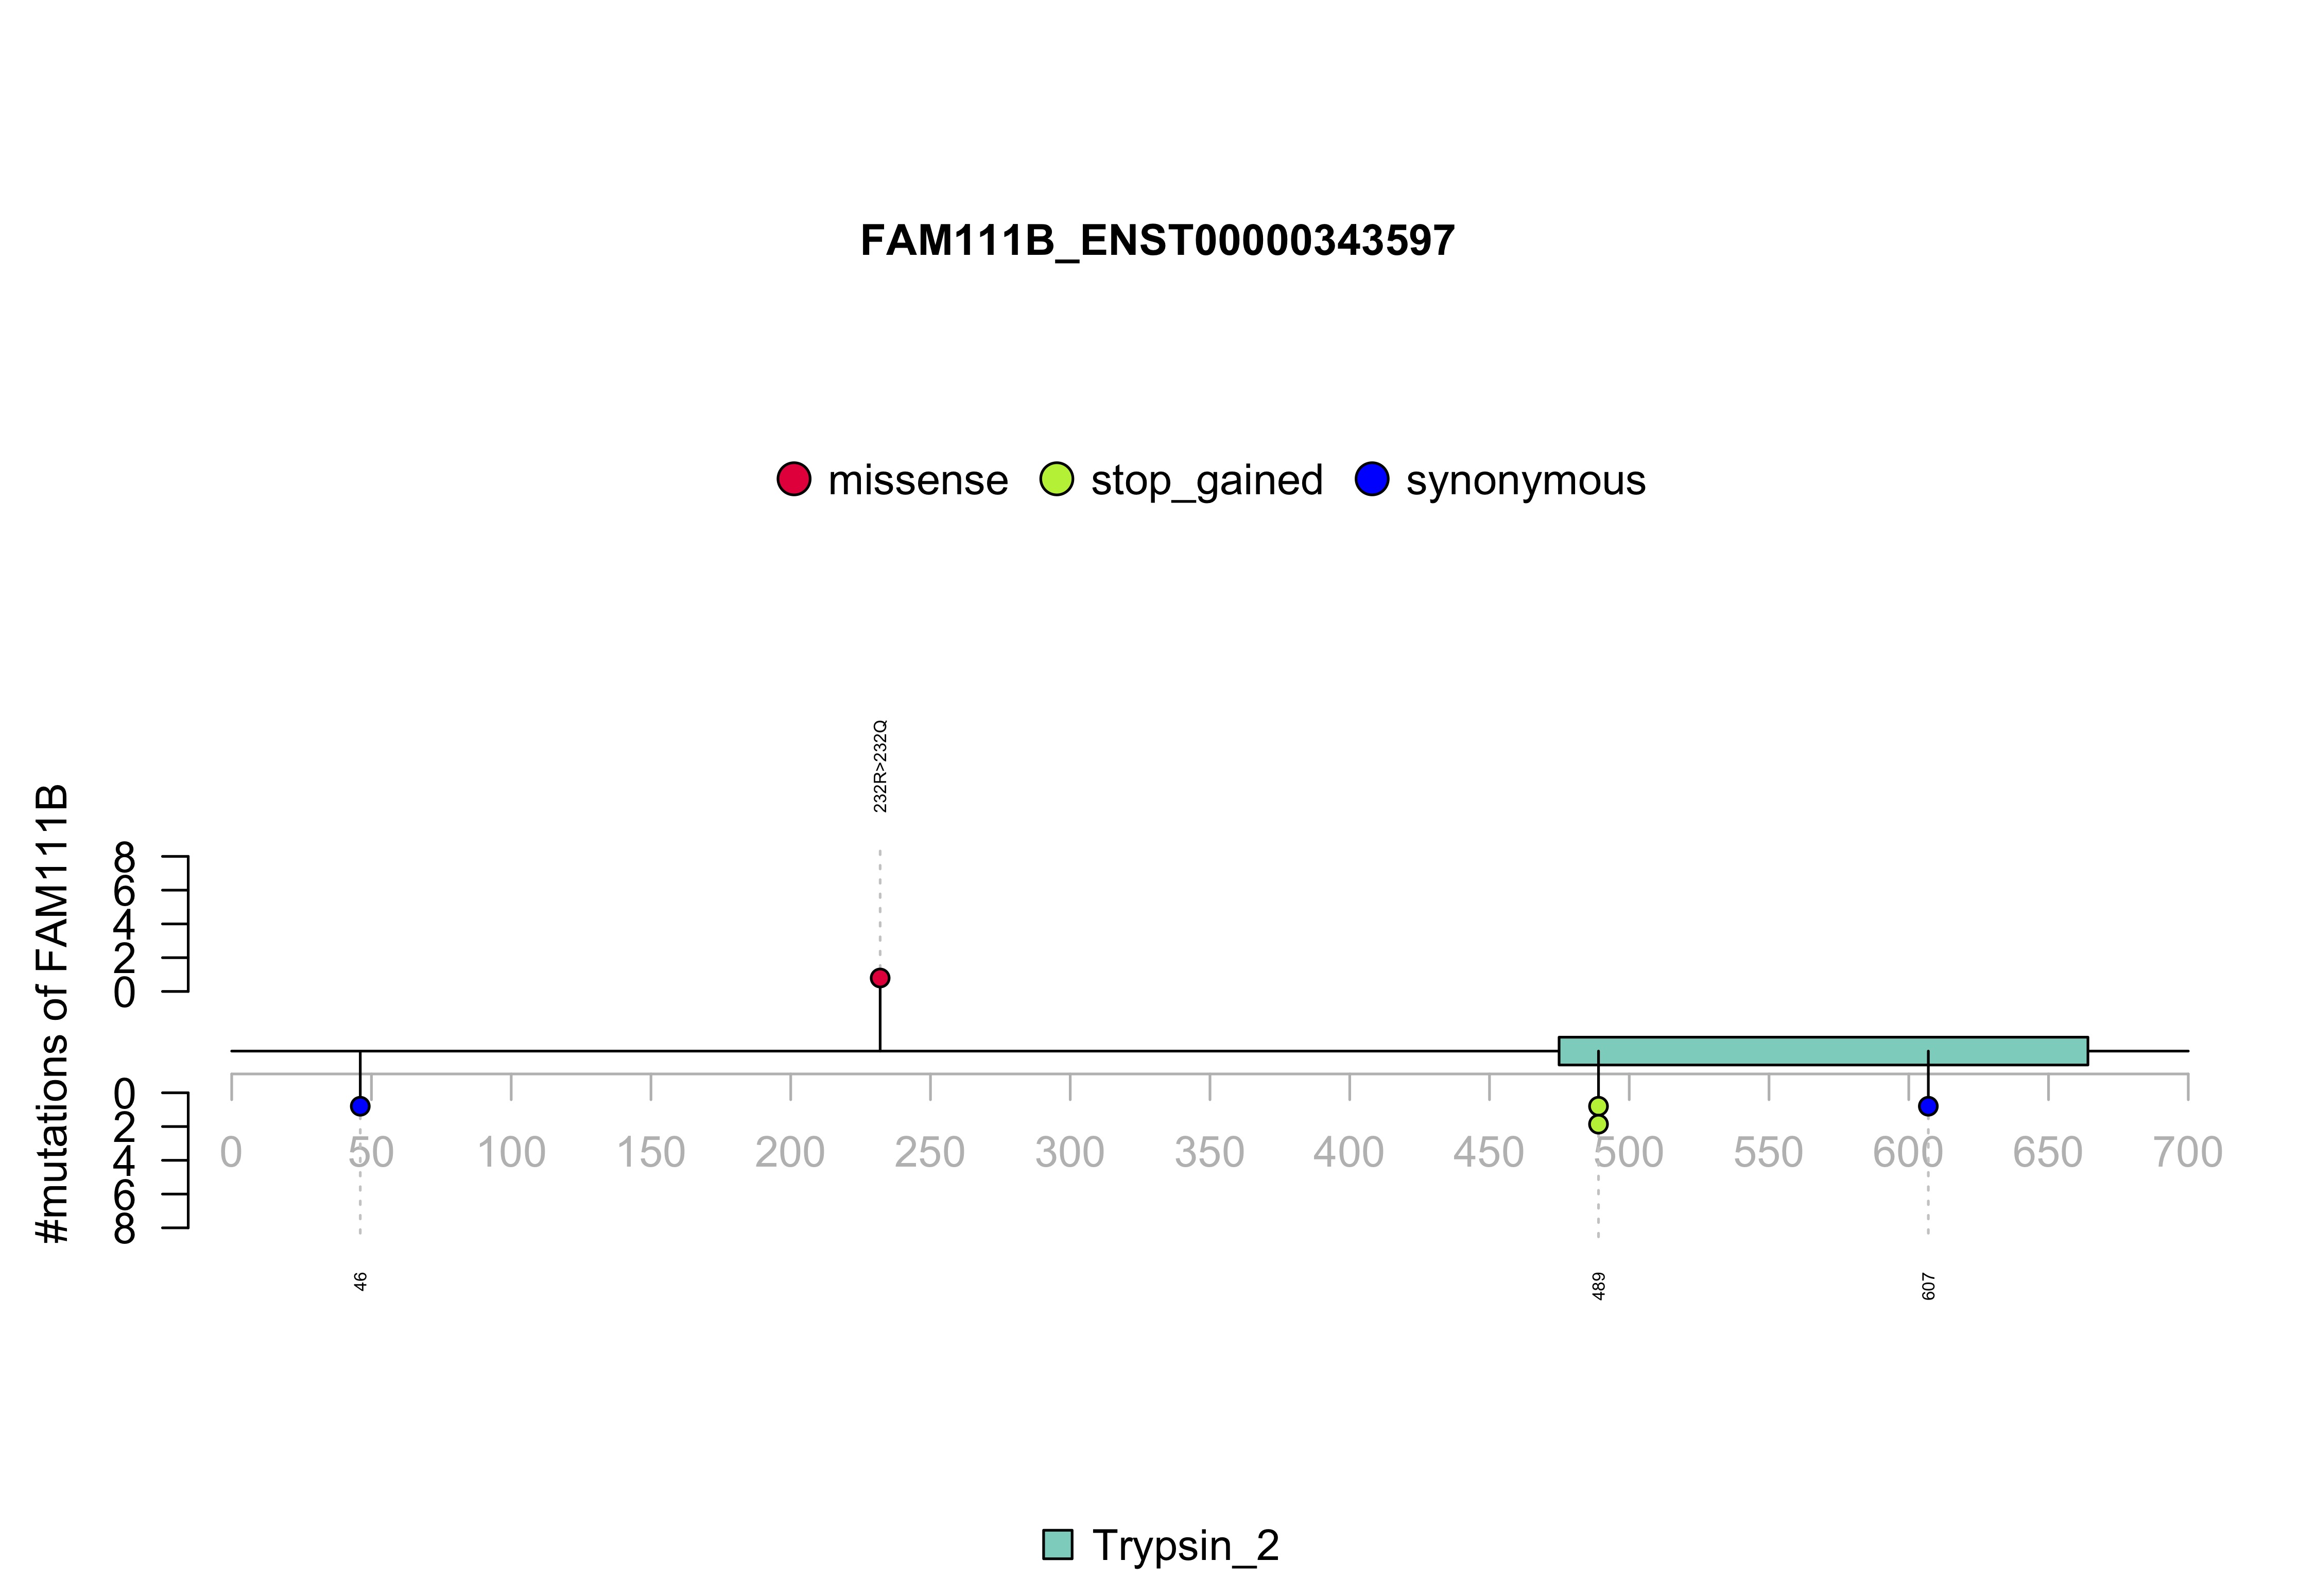 FAM111B_ENST00000343597
missense stop_gained synonymous
232R>232Q
#mutations of FAM111B
8
6
4
2
0
0
2
4
6
8
0 50 100 150 200 250 300 350 400 450 500 550 600 650 700
46 489 607
Trypsin_2